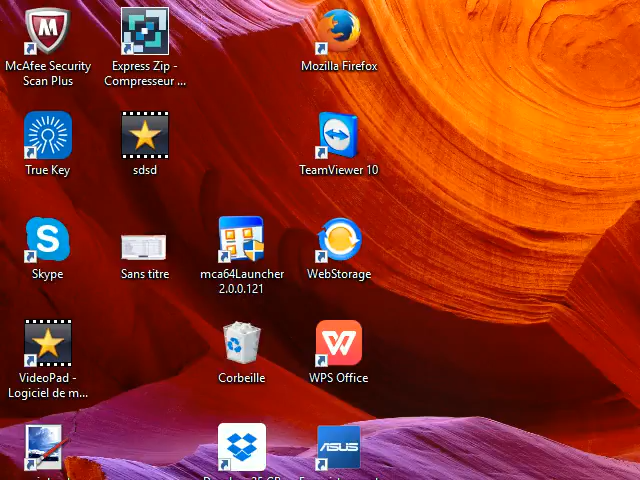 McAfee Security
Scan Plus
Express Zip -
Compresseur ...
Mozilla Firefox
True Key
sdsd
TeamViewer 10
Skype
Sans titre
mca64Launcher
2.0.0.121
WebStorage
VideoPad -
Logiciel de m...
Corbeille
WPS Office
ASUS